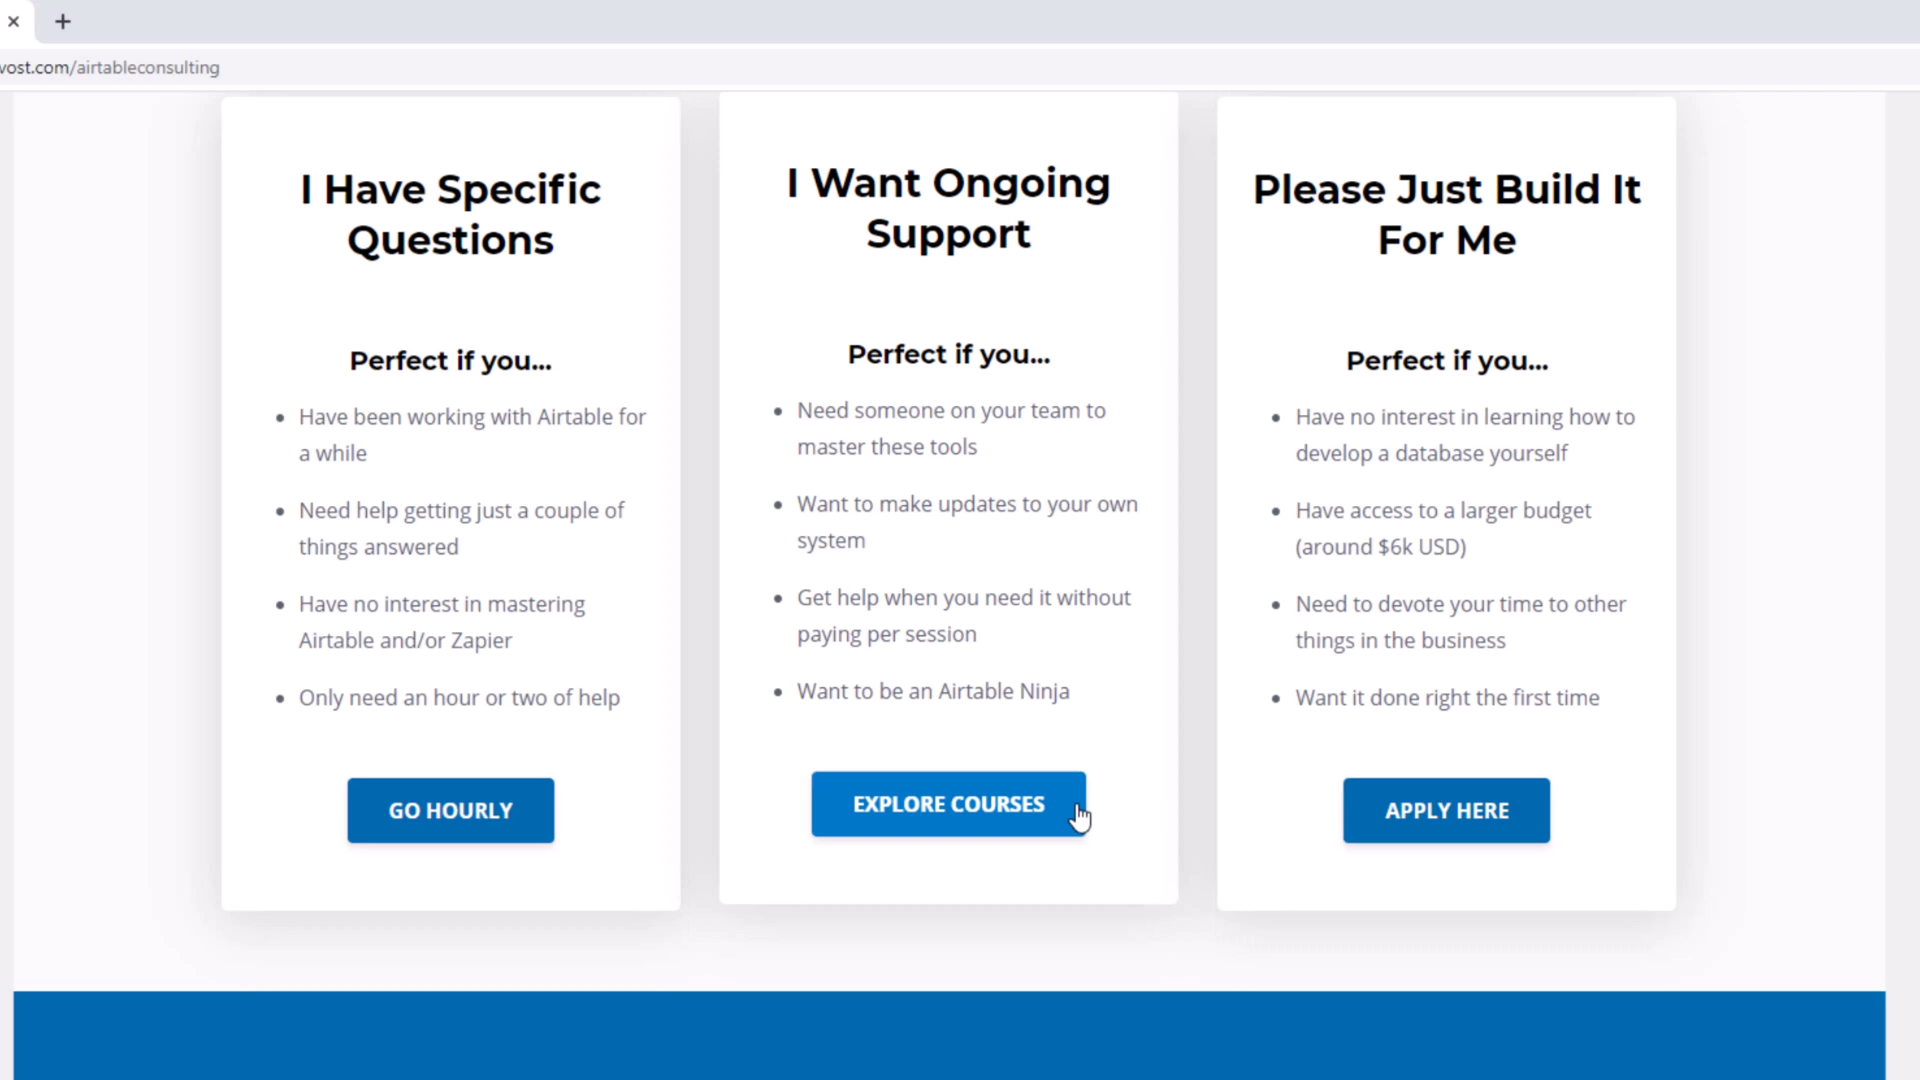 vost.com/airtableconsulting
I Have Specific
Questions
Perfect if you...
Have been working with Airtable for
a while
Need help getting just a couple of
things answered
Have no interest in mastering
Airtable and/or Zapier
Only need an hour or two of help
GO HOURLY
I Want Ongoing
Support
Perfect if you...
Need someone on your team to
master these tools
Want to make updates to your own
system
Get help when you need it without
paying per session
Want to be an Airtable Ninja
EXPLORE COURSES
Please Just Build It
For Me
Perfect if you...
Have no interest in learning how to
develop a database yourself
Have access to a larger budget
(around $6k USD)
Need to devote your time to other
things in the business
Want it done right the first time
APPLY HERE